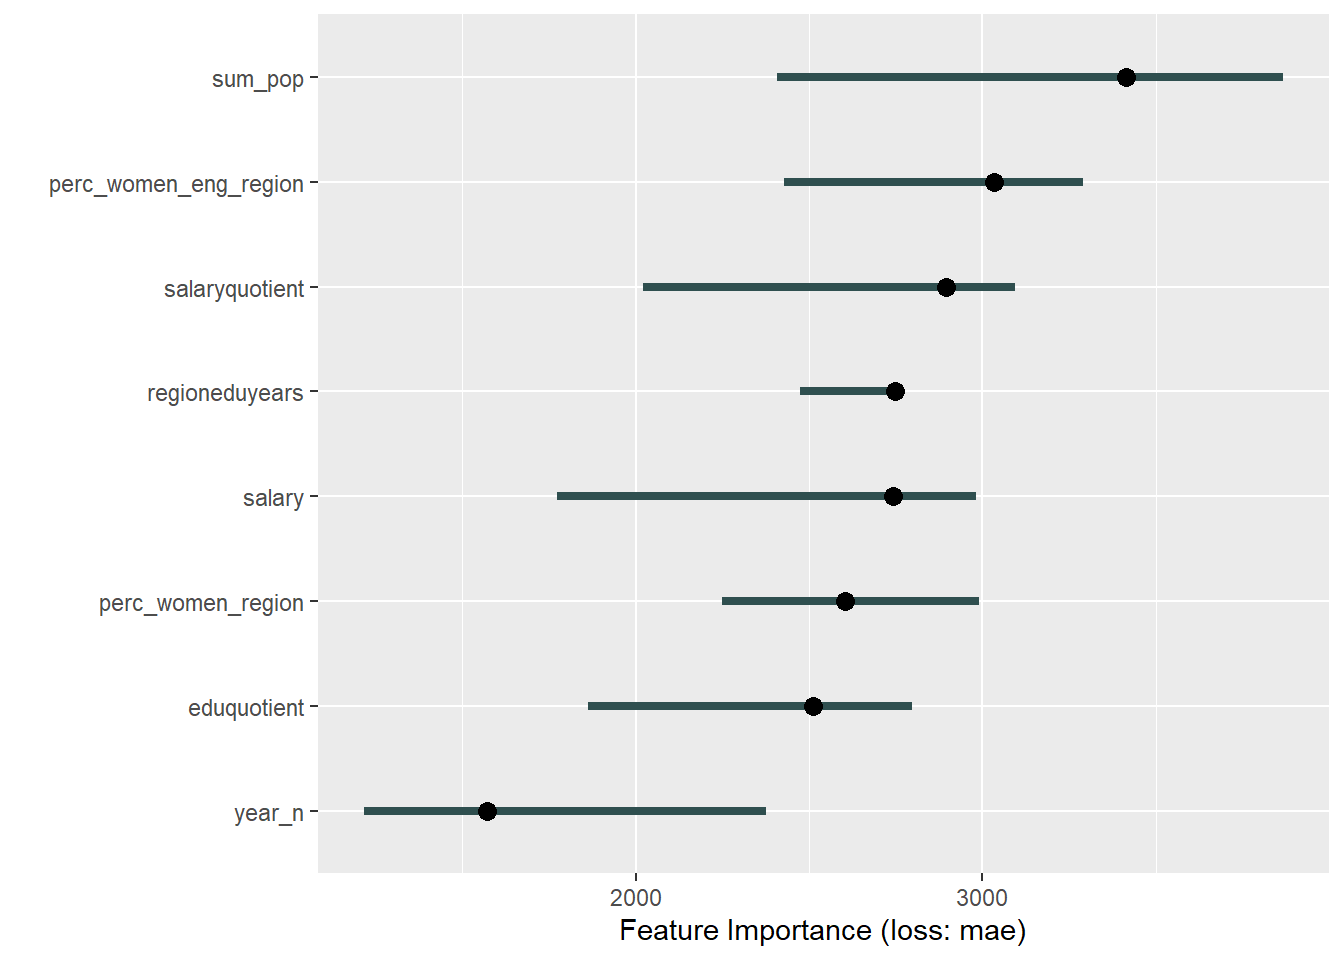 sum_pop
perc_women_eng_region
salaryquotient
regioneduyears
salary
perc_women_region
eduquotient
year_n
2000 3000
Feature Importance (loss: mae)